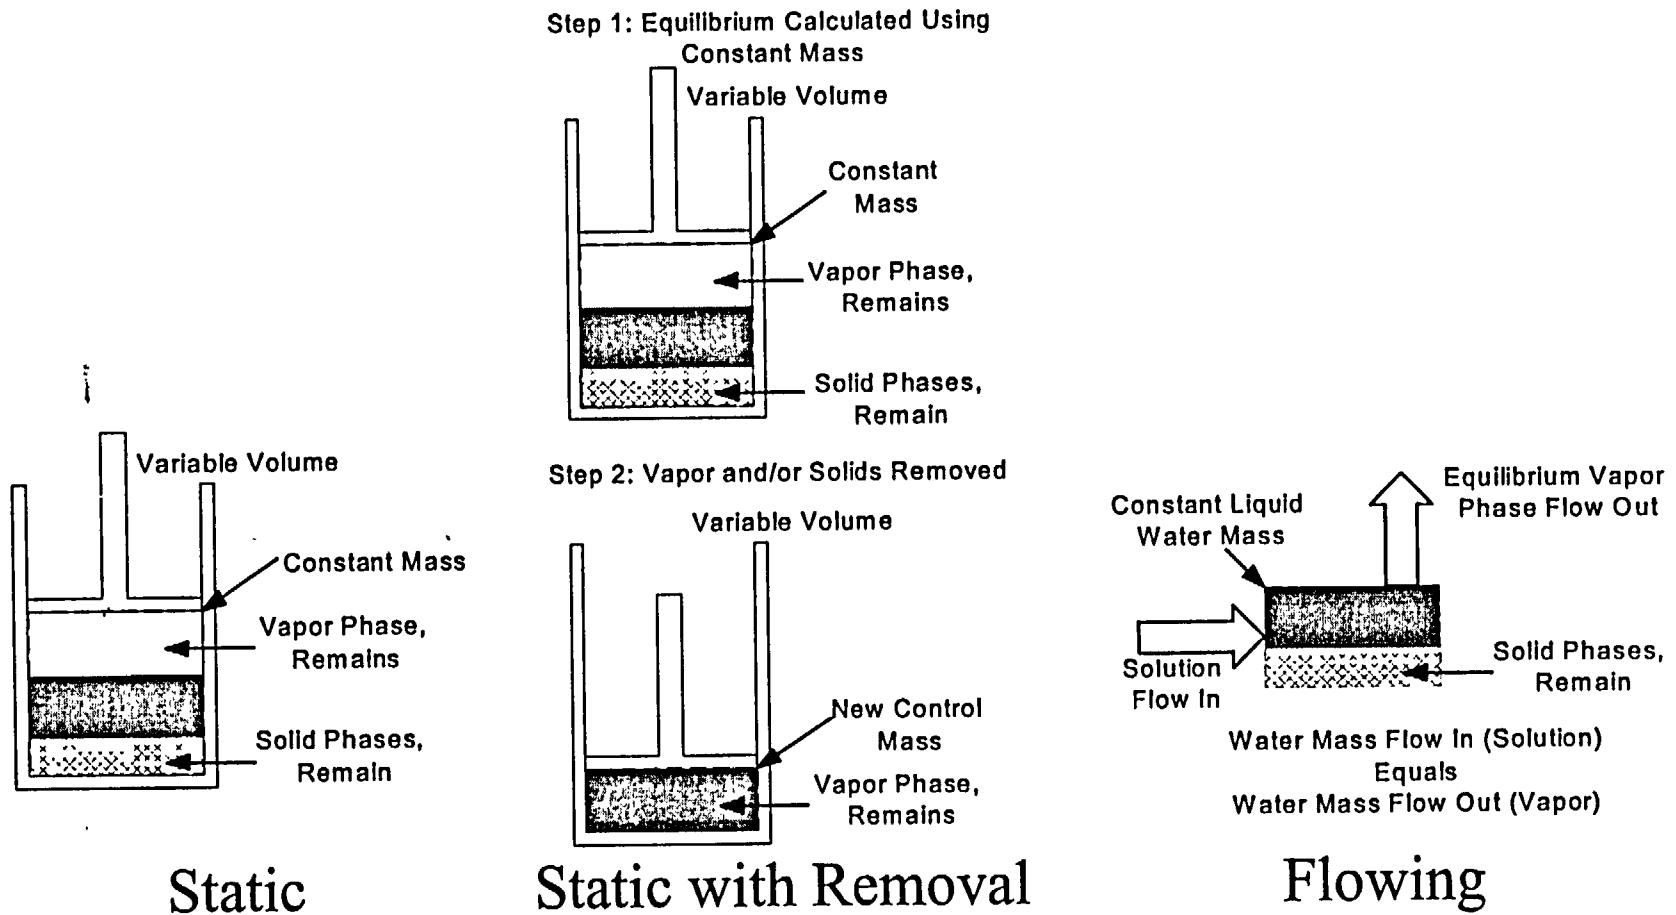 Step 1: Equilibrium Calculated Using
Constant Mass
Variable Volume
Constant
Mass
Vapor Phase,
Remains
Solid Phases,
Remain
Variable Volume
Constant Mass
Vapor Phase,
Remains
Solid Phases,
Remain
Static
Step 2: Vapor and/or Solids Removed
Variable Volume
New Control
Mass
Vapor Phase,
Remains
Static with Removal
Equilibrium Vapor
Phase Flow Out
Constant Liquid
Water Mass
Solution
Flow In
Solid Phases,
Remain
Water Mass Flow In (Solution)
Equals
Water Mass Flow Out (Vapor)
Flowing